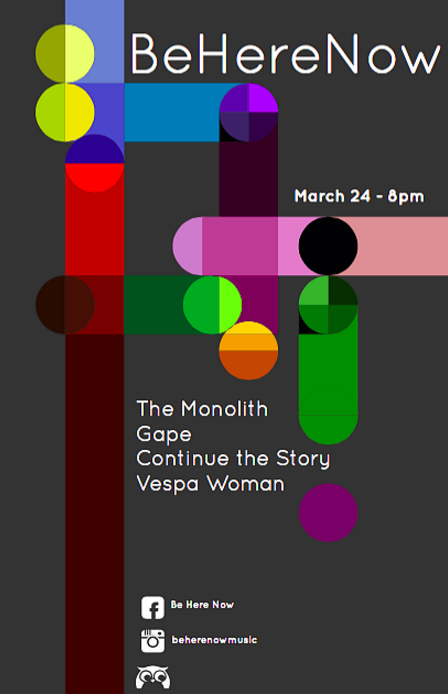 BeHereNow
March 24 - 8pm
The Monolith
Gape
Continue the Story
Vespa Woman
Be Here Now
beherenowmusic